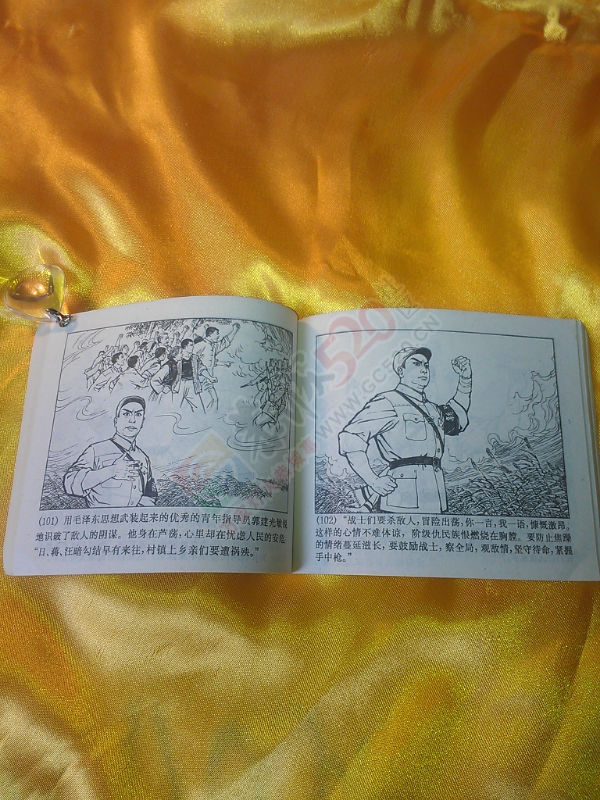 (101) 用毛泽东思想武装起来的优秀的青年指导员郭建光敏锐
地识破了敌人的阴谋。他身在芦荡，心里却在忧虑人民的安危：
“日、蒋、汪暗勾结早有来往，村镇上乡亲们要遭祸殃。”
(102) “战士们要杀敌人，冒险出荡，你一言，我一语，慷慨激昂。
这样的心情不难体谅，阶级仇民族恨燃烧在胸膛。要防止焦躁
的情绪蔓延滋长，要鼓励战士，察全局，观敌情，坚守待命，紧握
手中枪。”